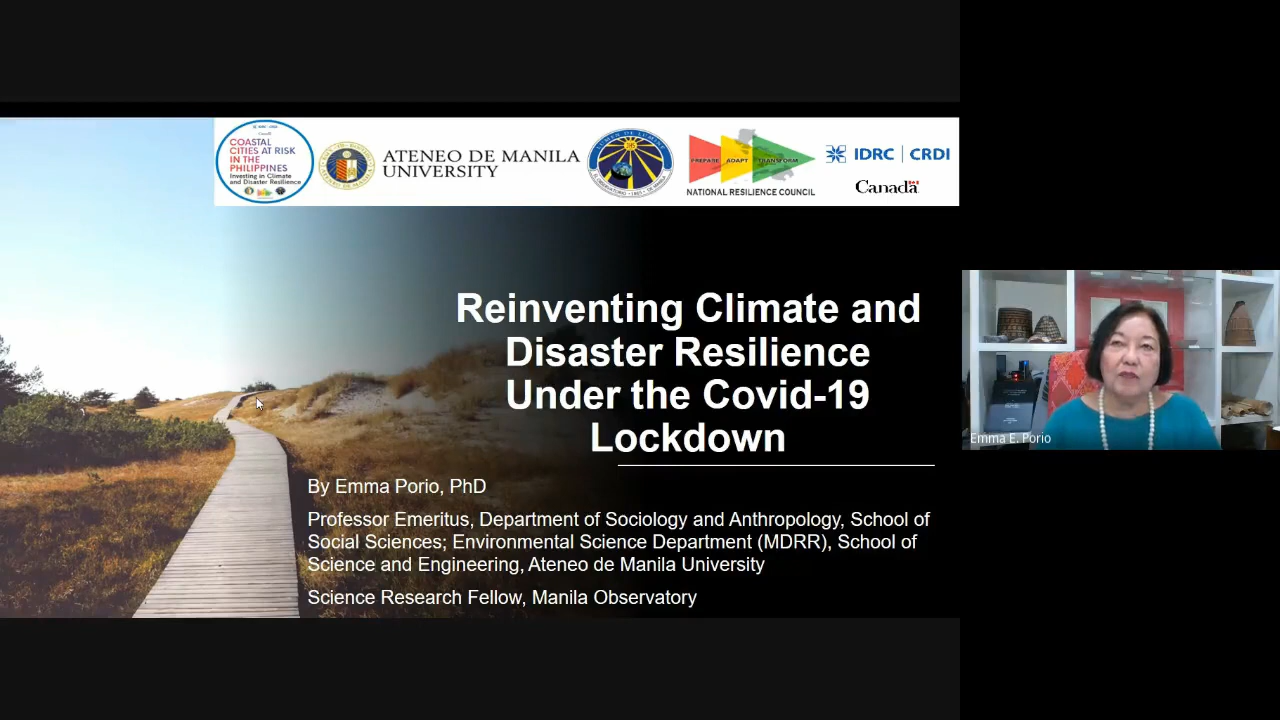 COASTAL
CITIES AT RISK
IN THE
PHILIPPINES
Investing in Climate
and Disaster Resilience
ATENEO DE MANILA
UNIVERSITY
PREPARE ADAPT TRANSFORM
NATIONAL RESILIENCE COUNCIL
IDRC | CRDI
Canada
Reinventing Climate and
Disaster Resilience
Under the Covid-19
Lockdown
By Emma Porio, PhD
Professor Emeritus, Department of Sociology and Anthropology, School of
Social Sciences; Environmental Science Department (MDRR), School of
Science and Engineering, Ateneo de Manila University
Science Research Fellow, Manila Observatory
Emma E. Porio